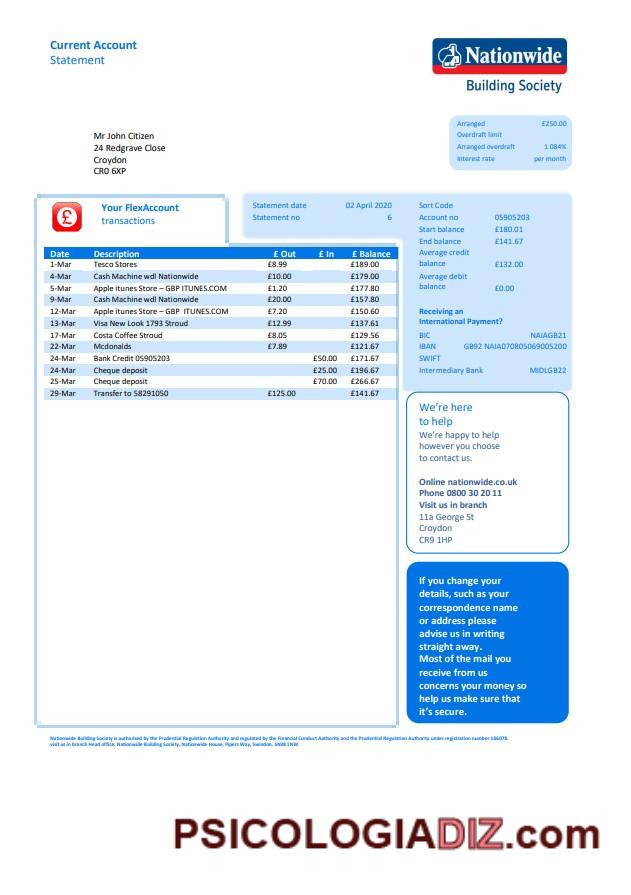 Current Account
Statement
Nationwide
Building Society
Arranged £250.00
Overdraft limit
Arranged overdraft 1.084%
Interest rate per month
Mr John Citizen
24 Redgrave Close
Croydon
CR0 6XP
Your FlexAccount
transactions
Statement date 02 April 2020
Statement no 6
Sort Code
Account no 05905203
Start balance £180.01
End balance £141.67
Average credit
balance £132.00
Average debit
balance £0.00
Receiving an
International Payment?
BIC NAIAGB21
IBAN GB92 NAIA070805069005200
SWIFT
Intermediary Bank MIDLGB22
Date Description £ Out £ In £ Balance
1-Mar Tesco Stores £8.99 £189.00
4-Mar Cash Machine wdl Nationwide £10.00 £179.00
5-Mar Apple itunes Store – GBP ITUNES.COM £1.20 £177.80
9-Mar Cash Machine wdl Nationwide £20.00 £157.80
12-Mar Apple itunes Store – GBP ITUNES.COM £7.20 £150.60
13-Mar Visa New Look 1793 Stroud £12.99 £137.61
17-Mar Costa Coffee Stroud £8.05 £129.56
22-Mar Mcdonalds £7.89 £121.67
24-Mar Bank Credit 05905203 £50.00 £171.67
24-Mar Cheque deposit £25.00 £196.67
25-Mar Cheque deposit £70.00 £266.67
29-Mar Transfer to 58291050 £125.00 £141.67
We're here
to help
We're happy to help
however you choose
to contact us.
Online nationwide.co.uk
Phone 0800 30 20 11
Visit us in branch
11a George St
Croydon
CR9 1HP
If you change your
details, such as your
correspondence name
or address please
advise us in writing
straight away.
Most of the mail you
receive from us
concerns your money so
help us make sure that
it's secure.
Nationwide Building Society is authorised by the Prudential Regulation Authority and regulated by the Financial Conduct Authority and the Prudential Regulation Authority under registration number 106078.
visit us in branch Head office: Nationwide Building Society, Nationwide House, Pipers Way, Swindon. SN38 1NW
PSICOLOGIADIZ.com